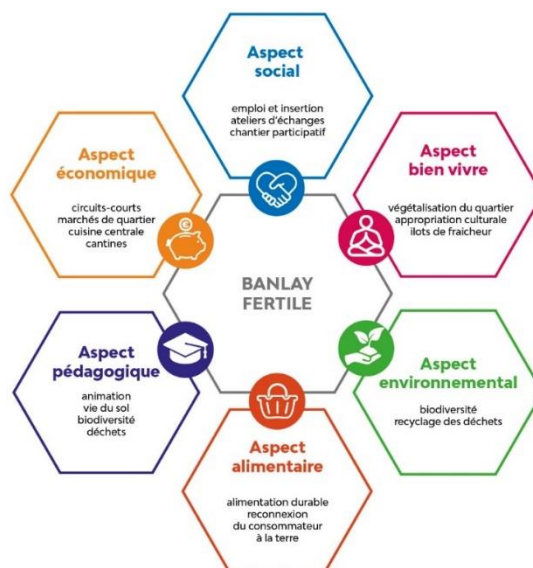 Aspect
social
emploi et insertion
ateliers d'échanges
chantier participatif
Aspect
économique
circuits-courts
marchés de quartier
cuisine centrale
cantines
Aspect
bien vivre
végétalisation du quartier
appropriation culturale
ilots de fraicheur
BANLAY
FERTILE
Aspect
pédagogique
animation
vie du sol
biodiversité
déchets
Aspect
environnemental
biodiversité
recyclage des déchets
Aspect
alimentaire
alimentation durable
reconnexion
du consommateur
à la terre